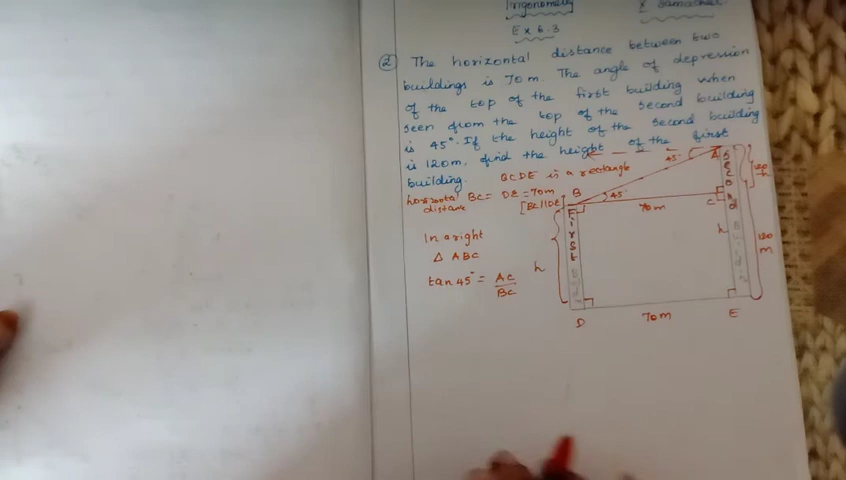 Trigonometry
X Samacheer
Ex 6.3
② The horizontal distance between two
buildings is 70 m. The angle of depression
of the top of the first building when
seen from the top of the second building
is 45°. If the height of the second building
is 120m, find the height of the first
building.
BCDE is a rectangle
horizontal distance BC = DE = 70m
[BC || DE]
In a right
Δ ABC
tan 45° = AC/BC
45°
A
B
45°
C
70m
First
Second
h
h
120 m
D
70m
E